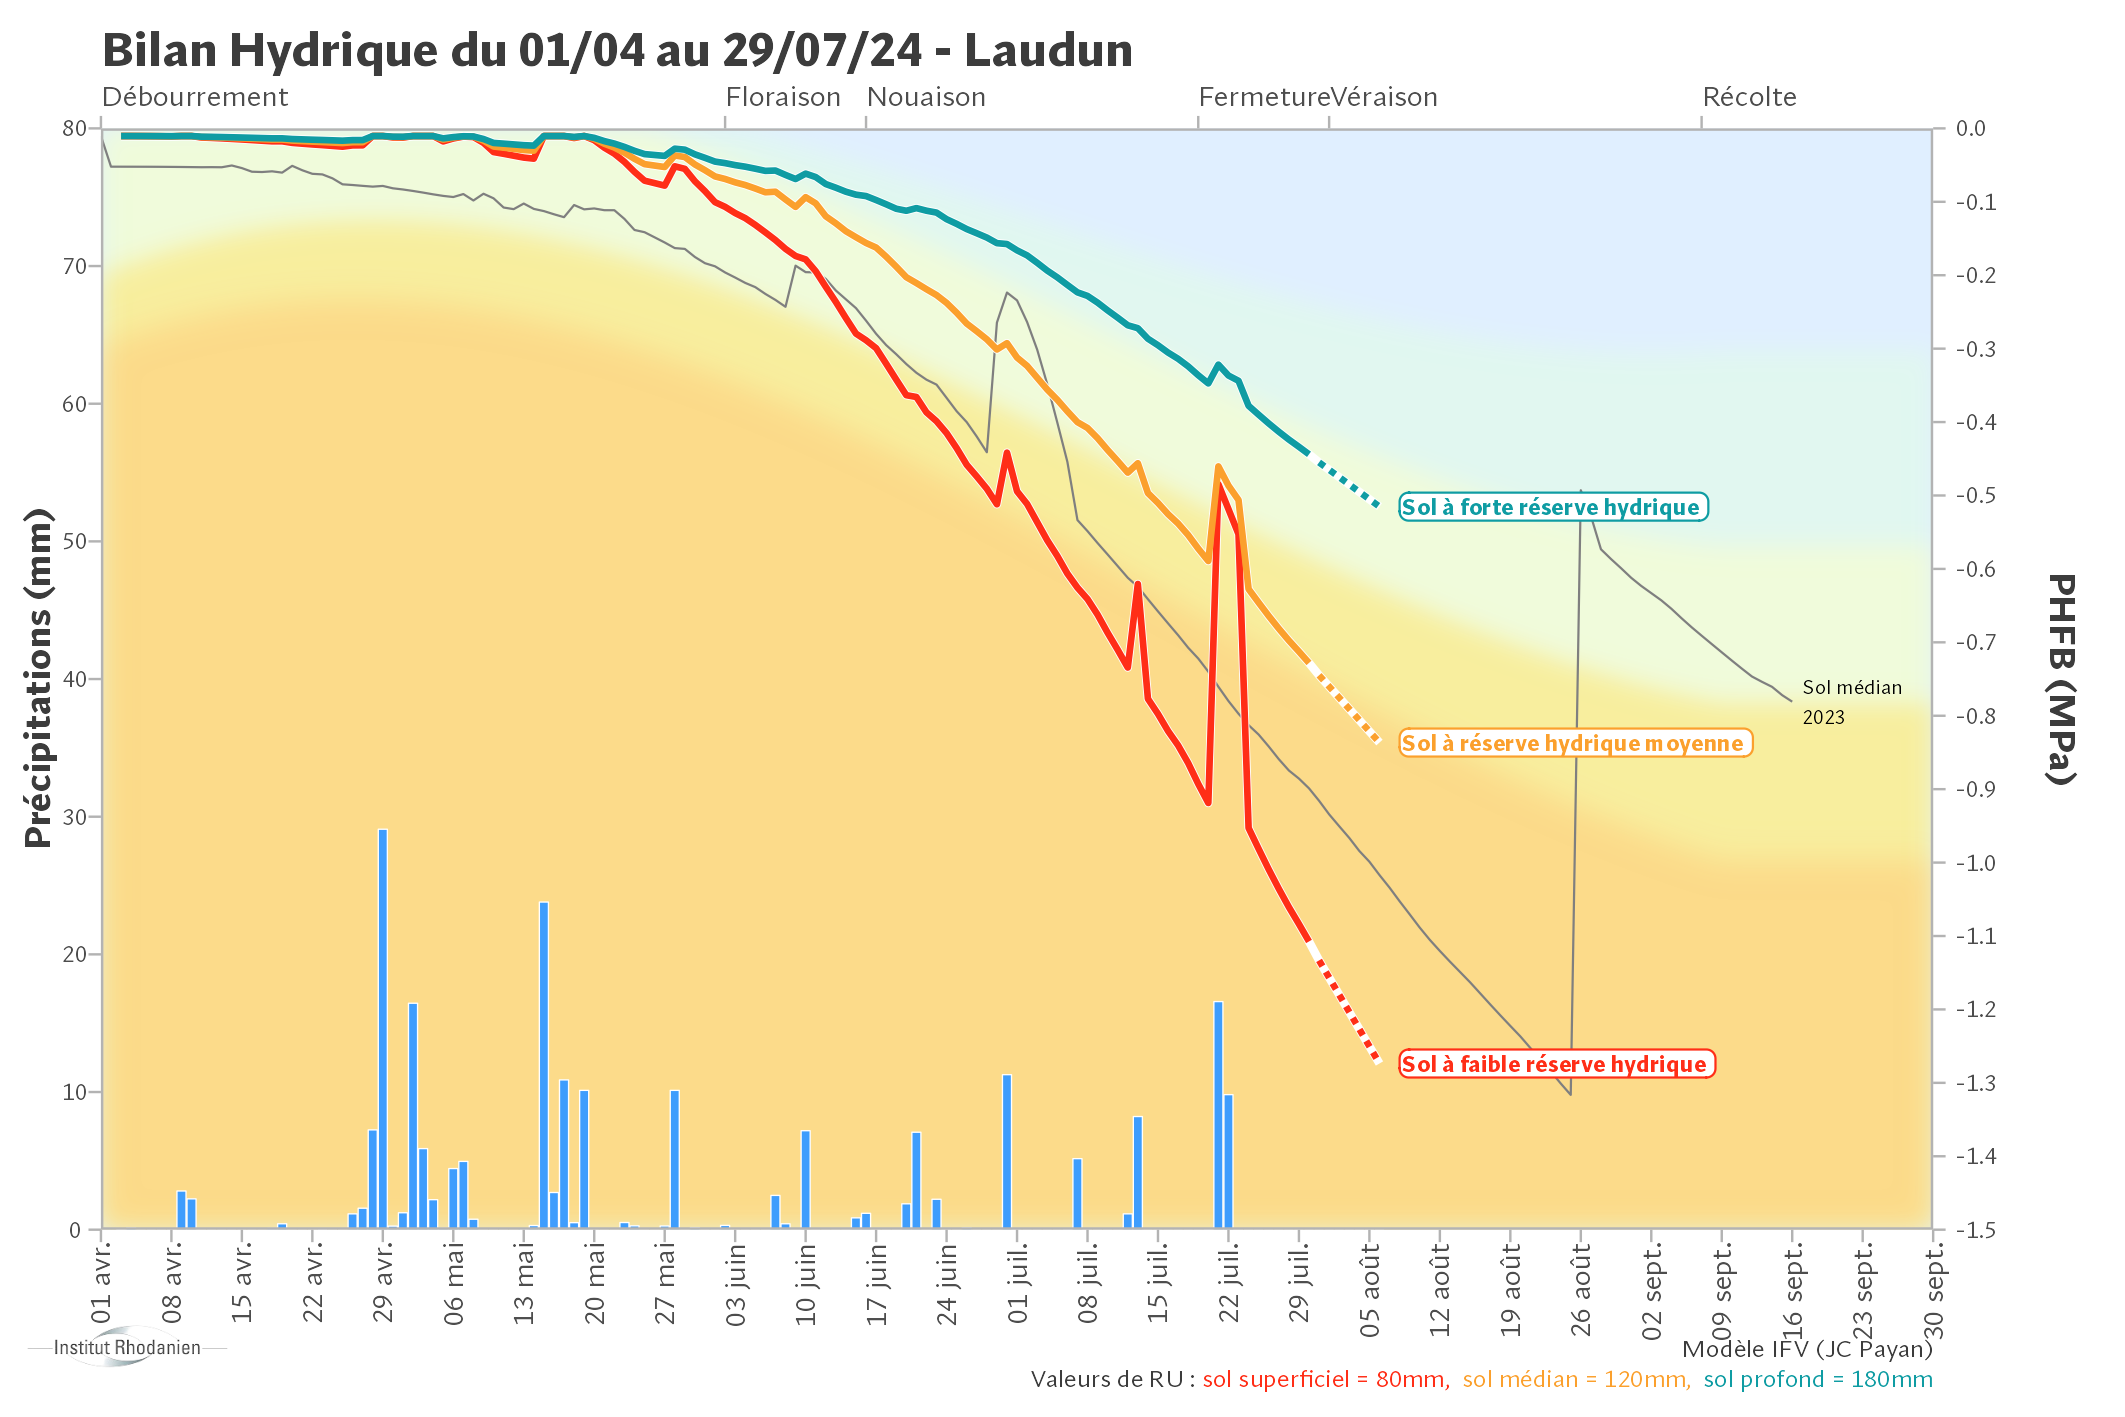 Bilan Hydrique du 01/04 au 29/07/24 - Laudun
Débourrement
Floraison
Nouaison
Fermeture
Véraison
Récolte
Précipitations (mm)
80
70
60
50
40
30
20
10
0
0.0
-0.1
-0.2
-0.3
-0.4
-0.5
-0.6
-0.7
-0.8
-0.9
-1.0
-1.1
-1.2
-1.3
-1.4
-1.5
PHFB (MPa)
Sol à forte réserve hydrique
Sol médian
2023
Sol à réserve hydrique moyenne
Sol à faible réserve hydrique
01 avr.
08 avr.
15 avr.
22 avr.
29 avr.
06 mai
13 mai
20 mai
27 mai
03 juin
10 juin
17 juin
24 juin
01 juil.
08 juil.
15 juil.
22 juil.
29 juil.
05 août
12 août
19 août
26 août
02 sept.
09 sept.
16 sept.
23 sept.
30 sept.
Institut Rhodanien
Modèle IFV (JC Payan)
Valeurs de RU : sol superficiel = 80mm, sol médian = 120mm, sol profond = 180mm